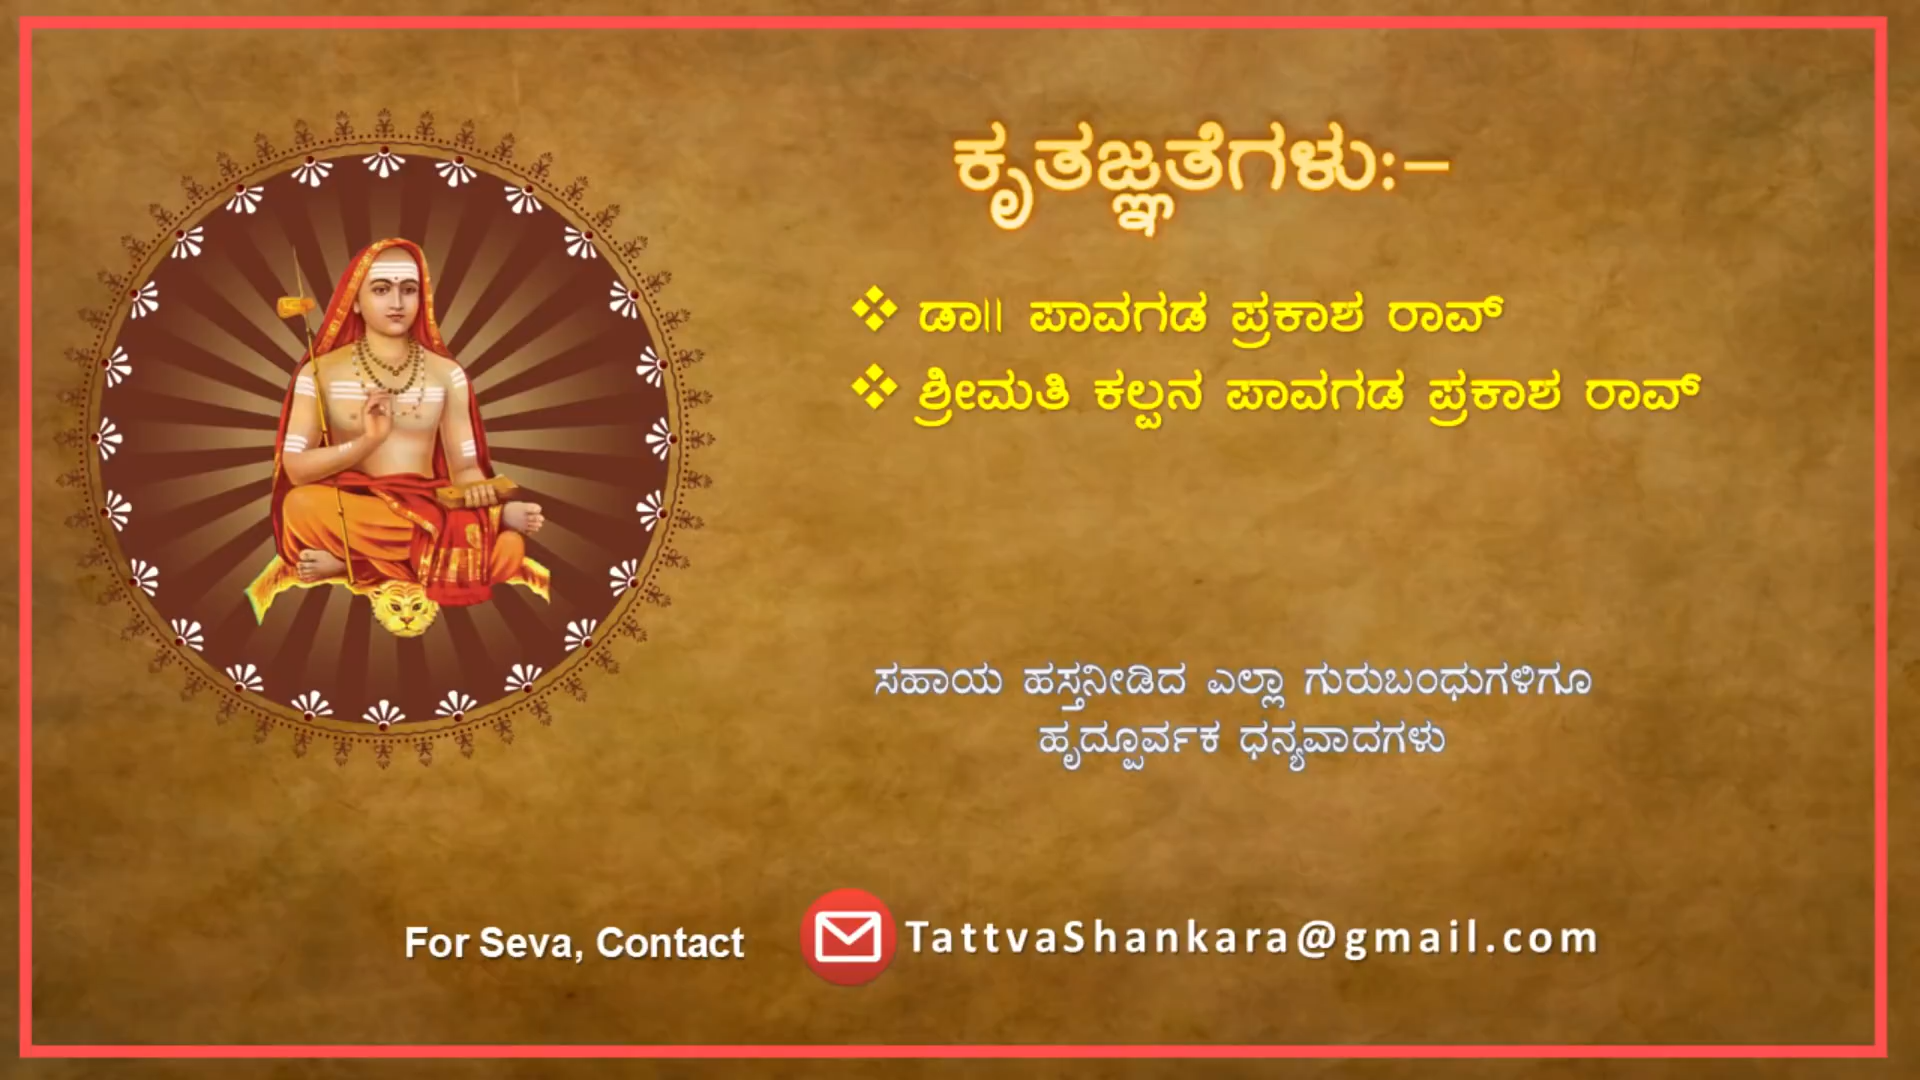 ಕೃತಜ್ಞತೆಗಳು:–
❖ ಡಾ॥ ಪಾವಗಡ ಪ್ರಕಾಶ ರಾವ್
❖ ಶ್ರೀಮತಿ ಕಲ್ಪನ ಪಾವಗಡ ಪ್ರಕಾಶ ರಾವ್
ಸಹಾಯ ಹಸ್ತನೀಡಿದ ಎಲ್ಲಾ ಗುರುಬಂಧುಗಳಿಗೂ
ಹೃದ್ಪೂರ್ವಕ ಧನ್ಯವಾದಗಳು
For Seva, Contact TattvaShankara@gmail.com